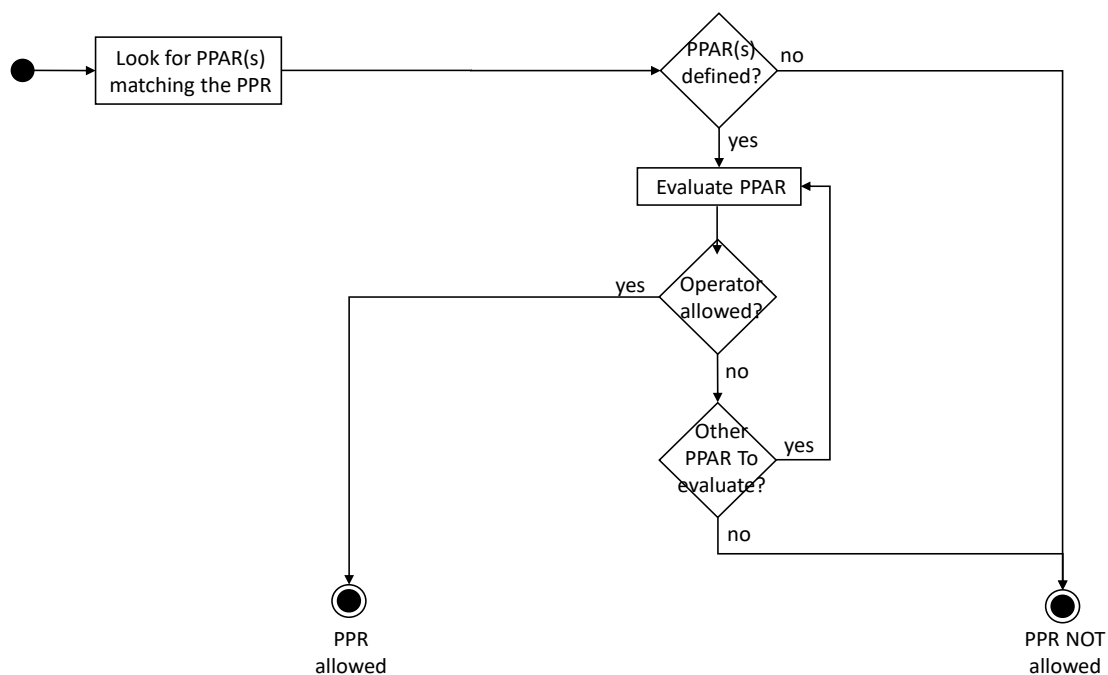 Look for PPAR(s)
matching the PPR
PPAR(s)
defined?
no
yes
Evaluate PPAR
yes
Operator
allowed?
no
Other
PPAR To
evaluate?
yes
no
PPR
allowed
PPR NOT
allowed